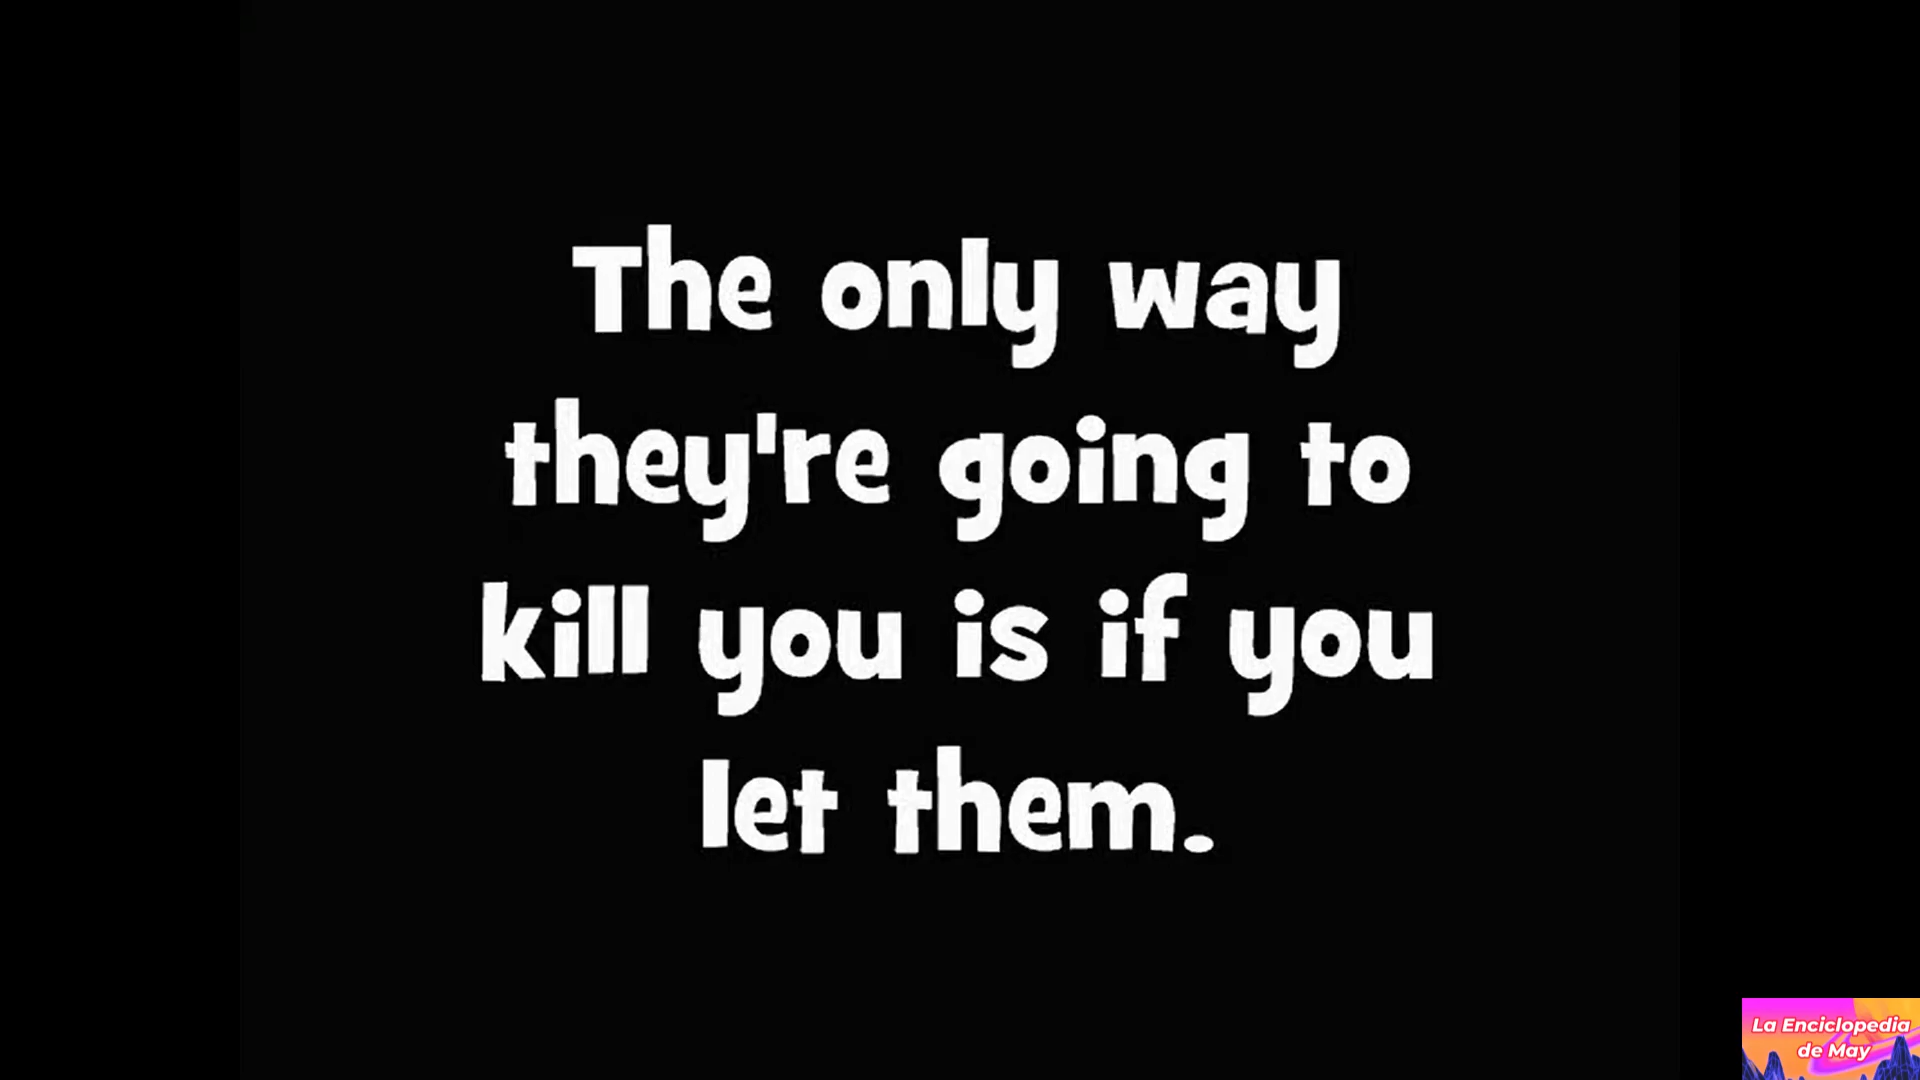 The only way
they're going to
kill you is if you
let them.
La Enciclopedia
de May